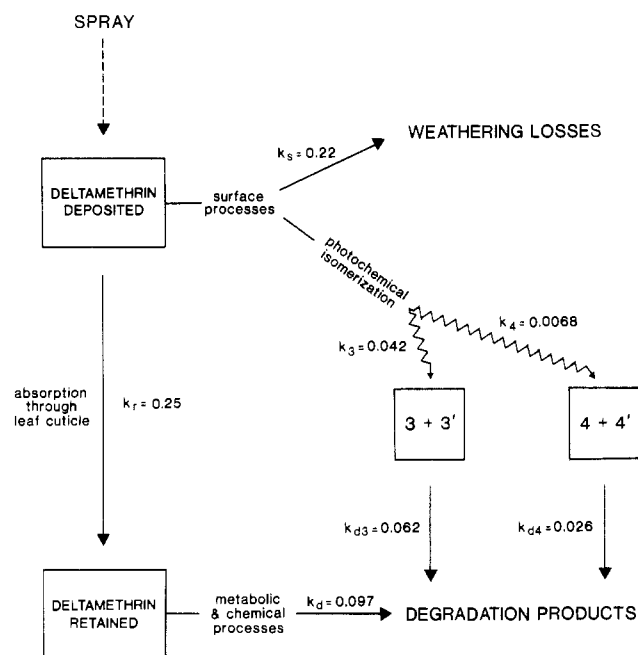 SPRAY
WEATHERING LOSSES
k_s = 0.22
DELTAMETHRIN
DEPOSITED
surface
processes
photochemical
isomerization
k_4 = 0.0068
k_3 = 0.042
absorption
through
leaf cuticle
k_r = 0.25
3 + 3′
4 + 4′
k_d3 = 0.062
k_d4 = 0.026
DELTAMETHRIN
RETAINED
metabolic
& chemical
processes
k_d = 0.097
DEGRADATION PRODUCTS